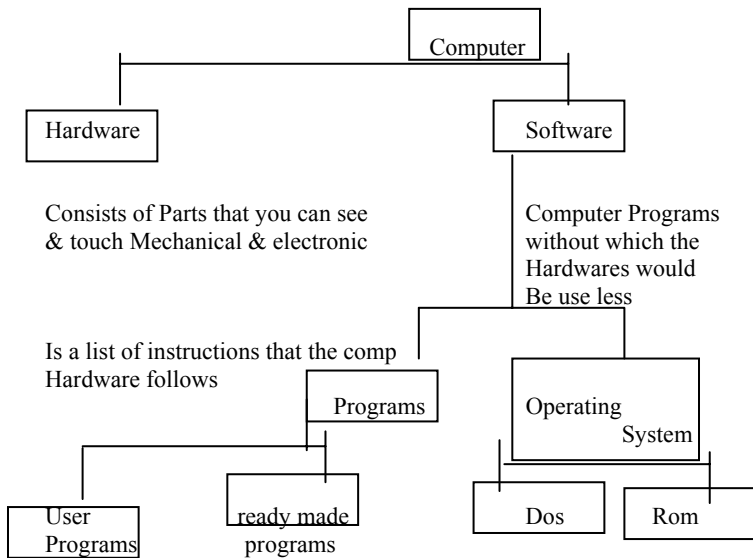 Computer
Hardware
Software
Consists of Parts that you can see
& touch Mechanical & electronic
Computer Programs
without which the
Hardwares would
Be use less
Is a list of instructions that the comp
Hardware follows
Programs
Operating
System
User
Programs
ready made
programs
Dos
Rom